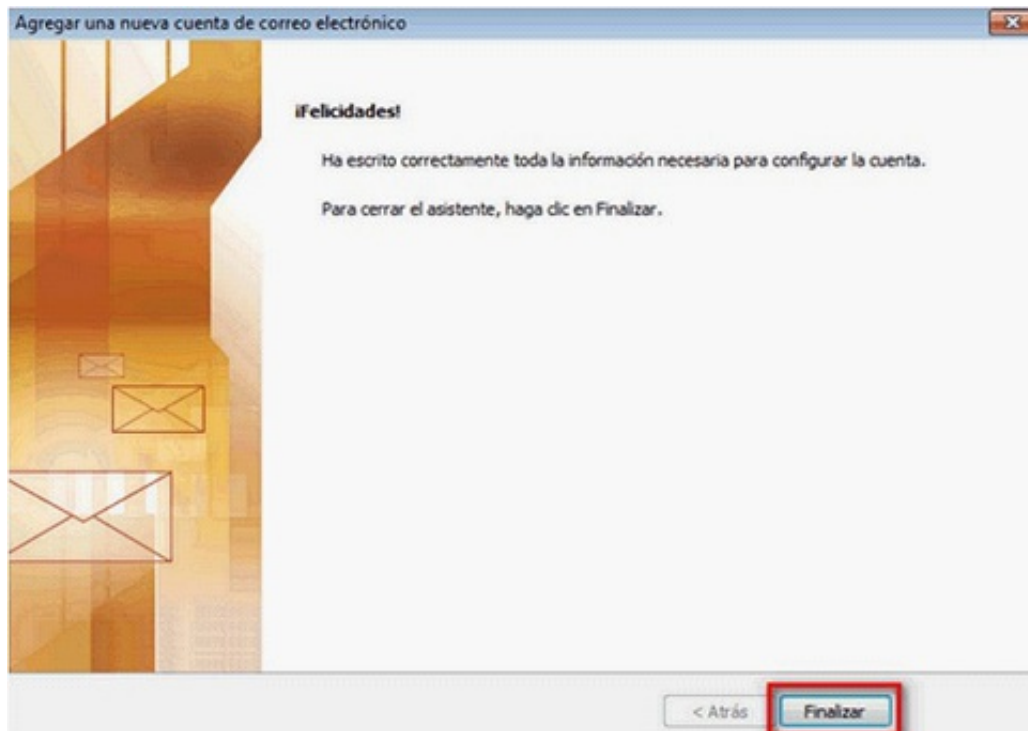 Agregar una nueva cuenta de correo electrónico
¡Felicidades!
Ha escrito correctamente toda la información necesaria para configurar la cuenta.
Para cerrar el asistente, haga clic en Finalizar.
< Atrás
Finalizar